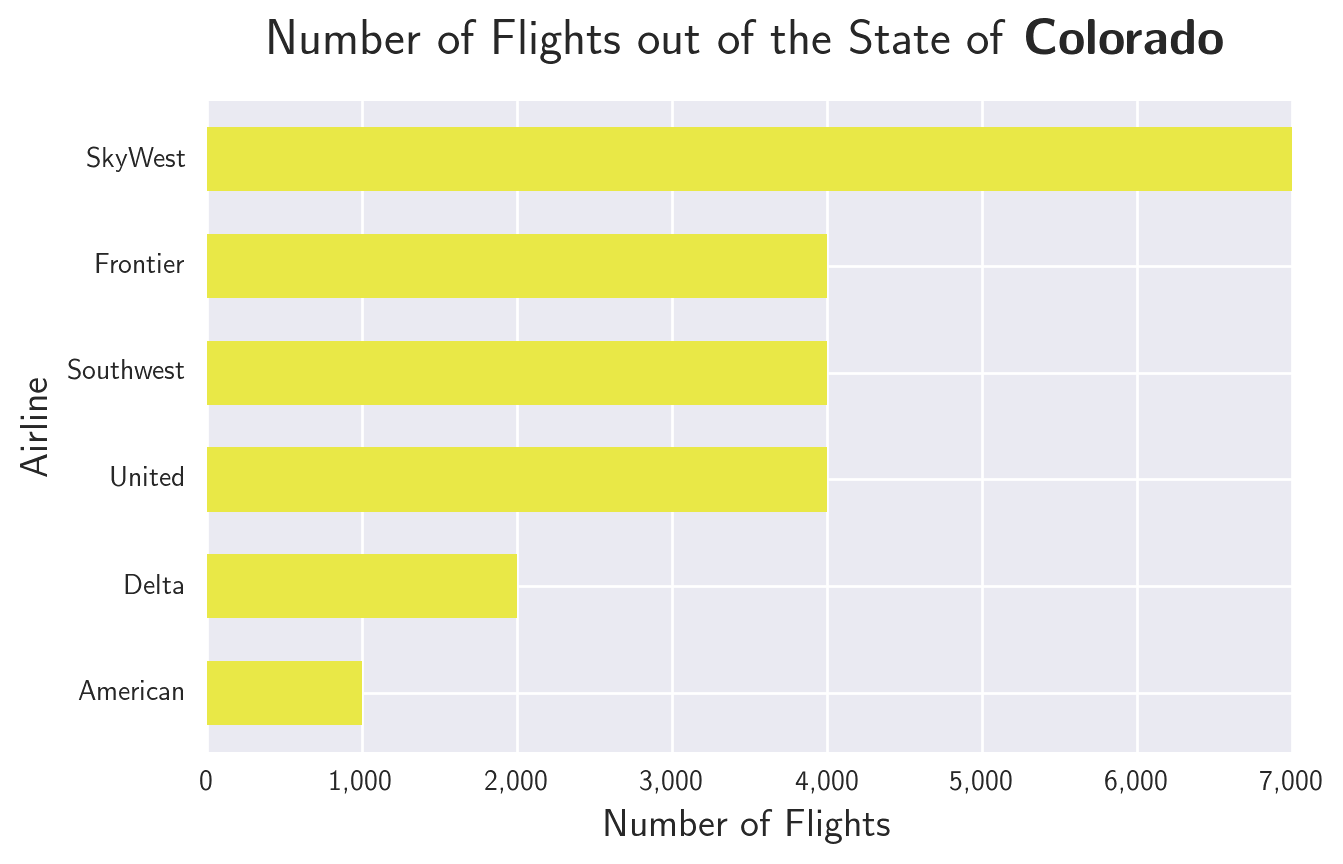 Number of Flights out of the State of Colorado
SkyWest
Frontier
Southwest
United
Delta
American
Airline
0 1,000 2,000 3,000 4,000 5,000 6,000 7,000
Number of Flights